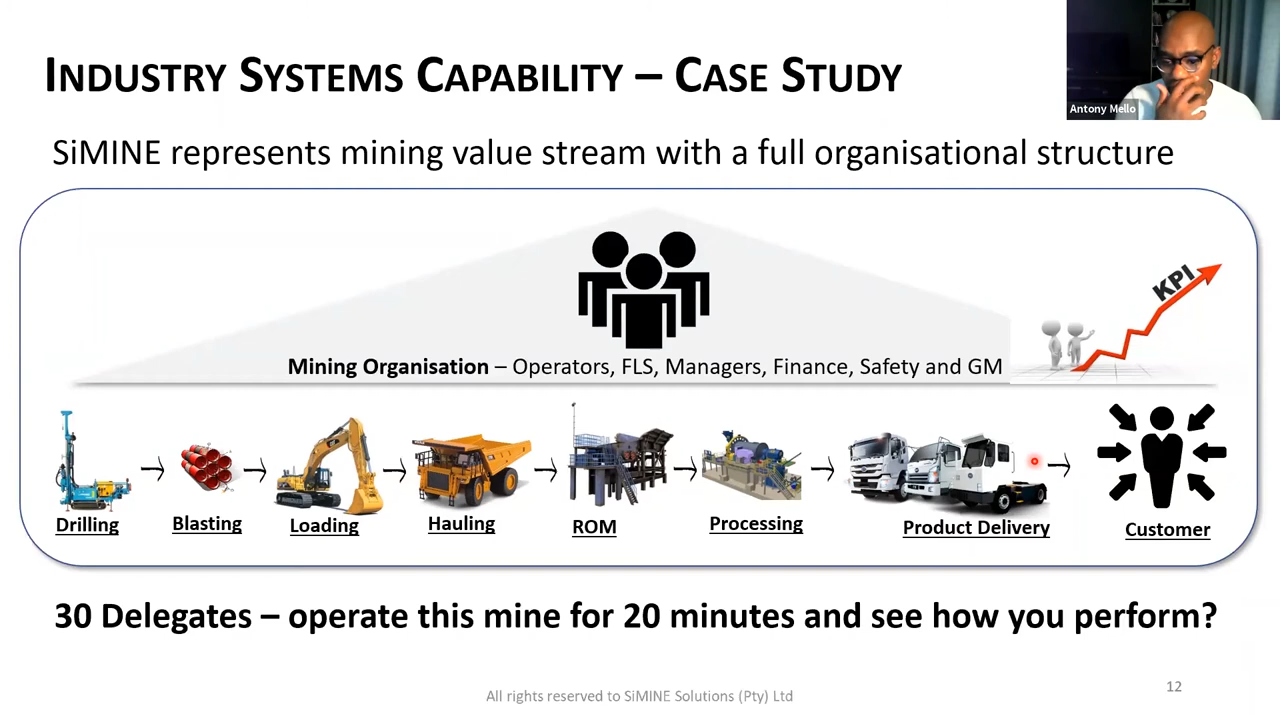 INDUSTRY SYSTEMS CAPABILITY – CASE STUDY
Antony Mello
SiMINE represents mining value stream with a full organisational structure
KPI
Mining Organisation – Operators, FLS, Managers, Finance, Safety and GM
Drilling
Blasting
Loading
Hauling
ROM
Processing
Product Delivery
Customer
30 Delegates – operate this mine for 20 minutes and see how you perform?
All rights reserved to SiMINE Solutions (Pty) Ltd
12